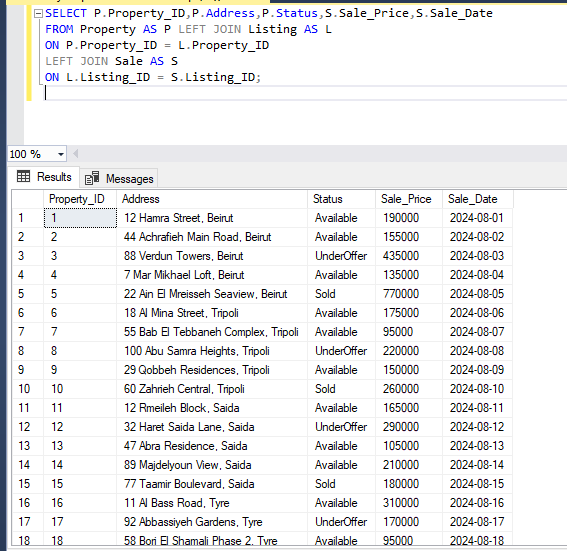 SELECT P.Property_ID,P.Address,P.Status,S.Sale_Price,S.Sale_Date
FROM Property AS P LEFT JOIN Listing AS L
ON P.Property_ID = L.Property_ID
LEFT JOIN Sale AS S
ON L.Listing_ID = S.Listing_ID;
100 %
Results Messages
Property_ID Address Status Sale_Price Sale_Date
1 1 12 Hamra Street, Beirut Available 190000 2024-08-01
2 2 44 Achrafieh Main Road, Beirut Available 155000 2024-08-02
3 3 88 Verdun Towers, Beirut UnderOffer 435000 2024-08-03
4 4 7 Mar Mikhael Loft, Beirut Available 135000 2024-08-04
5 5 22 Ain El Mreisseh Seaview, Beirut Sold 770000 2024-08-05
6 6 18 Al Mina Street, Tripoli Available 175000 2024-08-06
7 7 55 Bab El Tebbaneh Complex, Tripoli Available 95000 2024-08-07
8 8 100 Abu Samra Heights, Tripoli UnderOffer 220000 2024-08-08
9 9 29 Qobbeh Residences, Tripoli Available 150000 2024-08-09
10 10 60 Zahrieh Central, Tripoli Sold 260000 2024-08-10
11 11 12 Rmeileh Block, Saida Available 165000 2024-08-11
12 12 32 Haret Saida Lane, Saida UnderOffer 290000 2024-08-12
13 13 47 Abra Residence, Saida Available 105000 2024-08-13
14 14 89 Majdelyoun View, Saida Available 210000 2024-08-14
15 15 77 Taamir Boulevard, Saida Sold 180000 2024-08-15
16 16 11 Al Bass Road, Tyre Available 310000 2024-08-16
17 17 92 Abbassiyeh Gardens, Tyre UnderOffer 170000 2024-08-17
18 18 58 Borj El Shamali Phase 2, Tyre Available 95000 2024-08-18